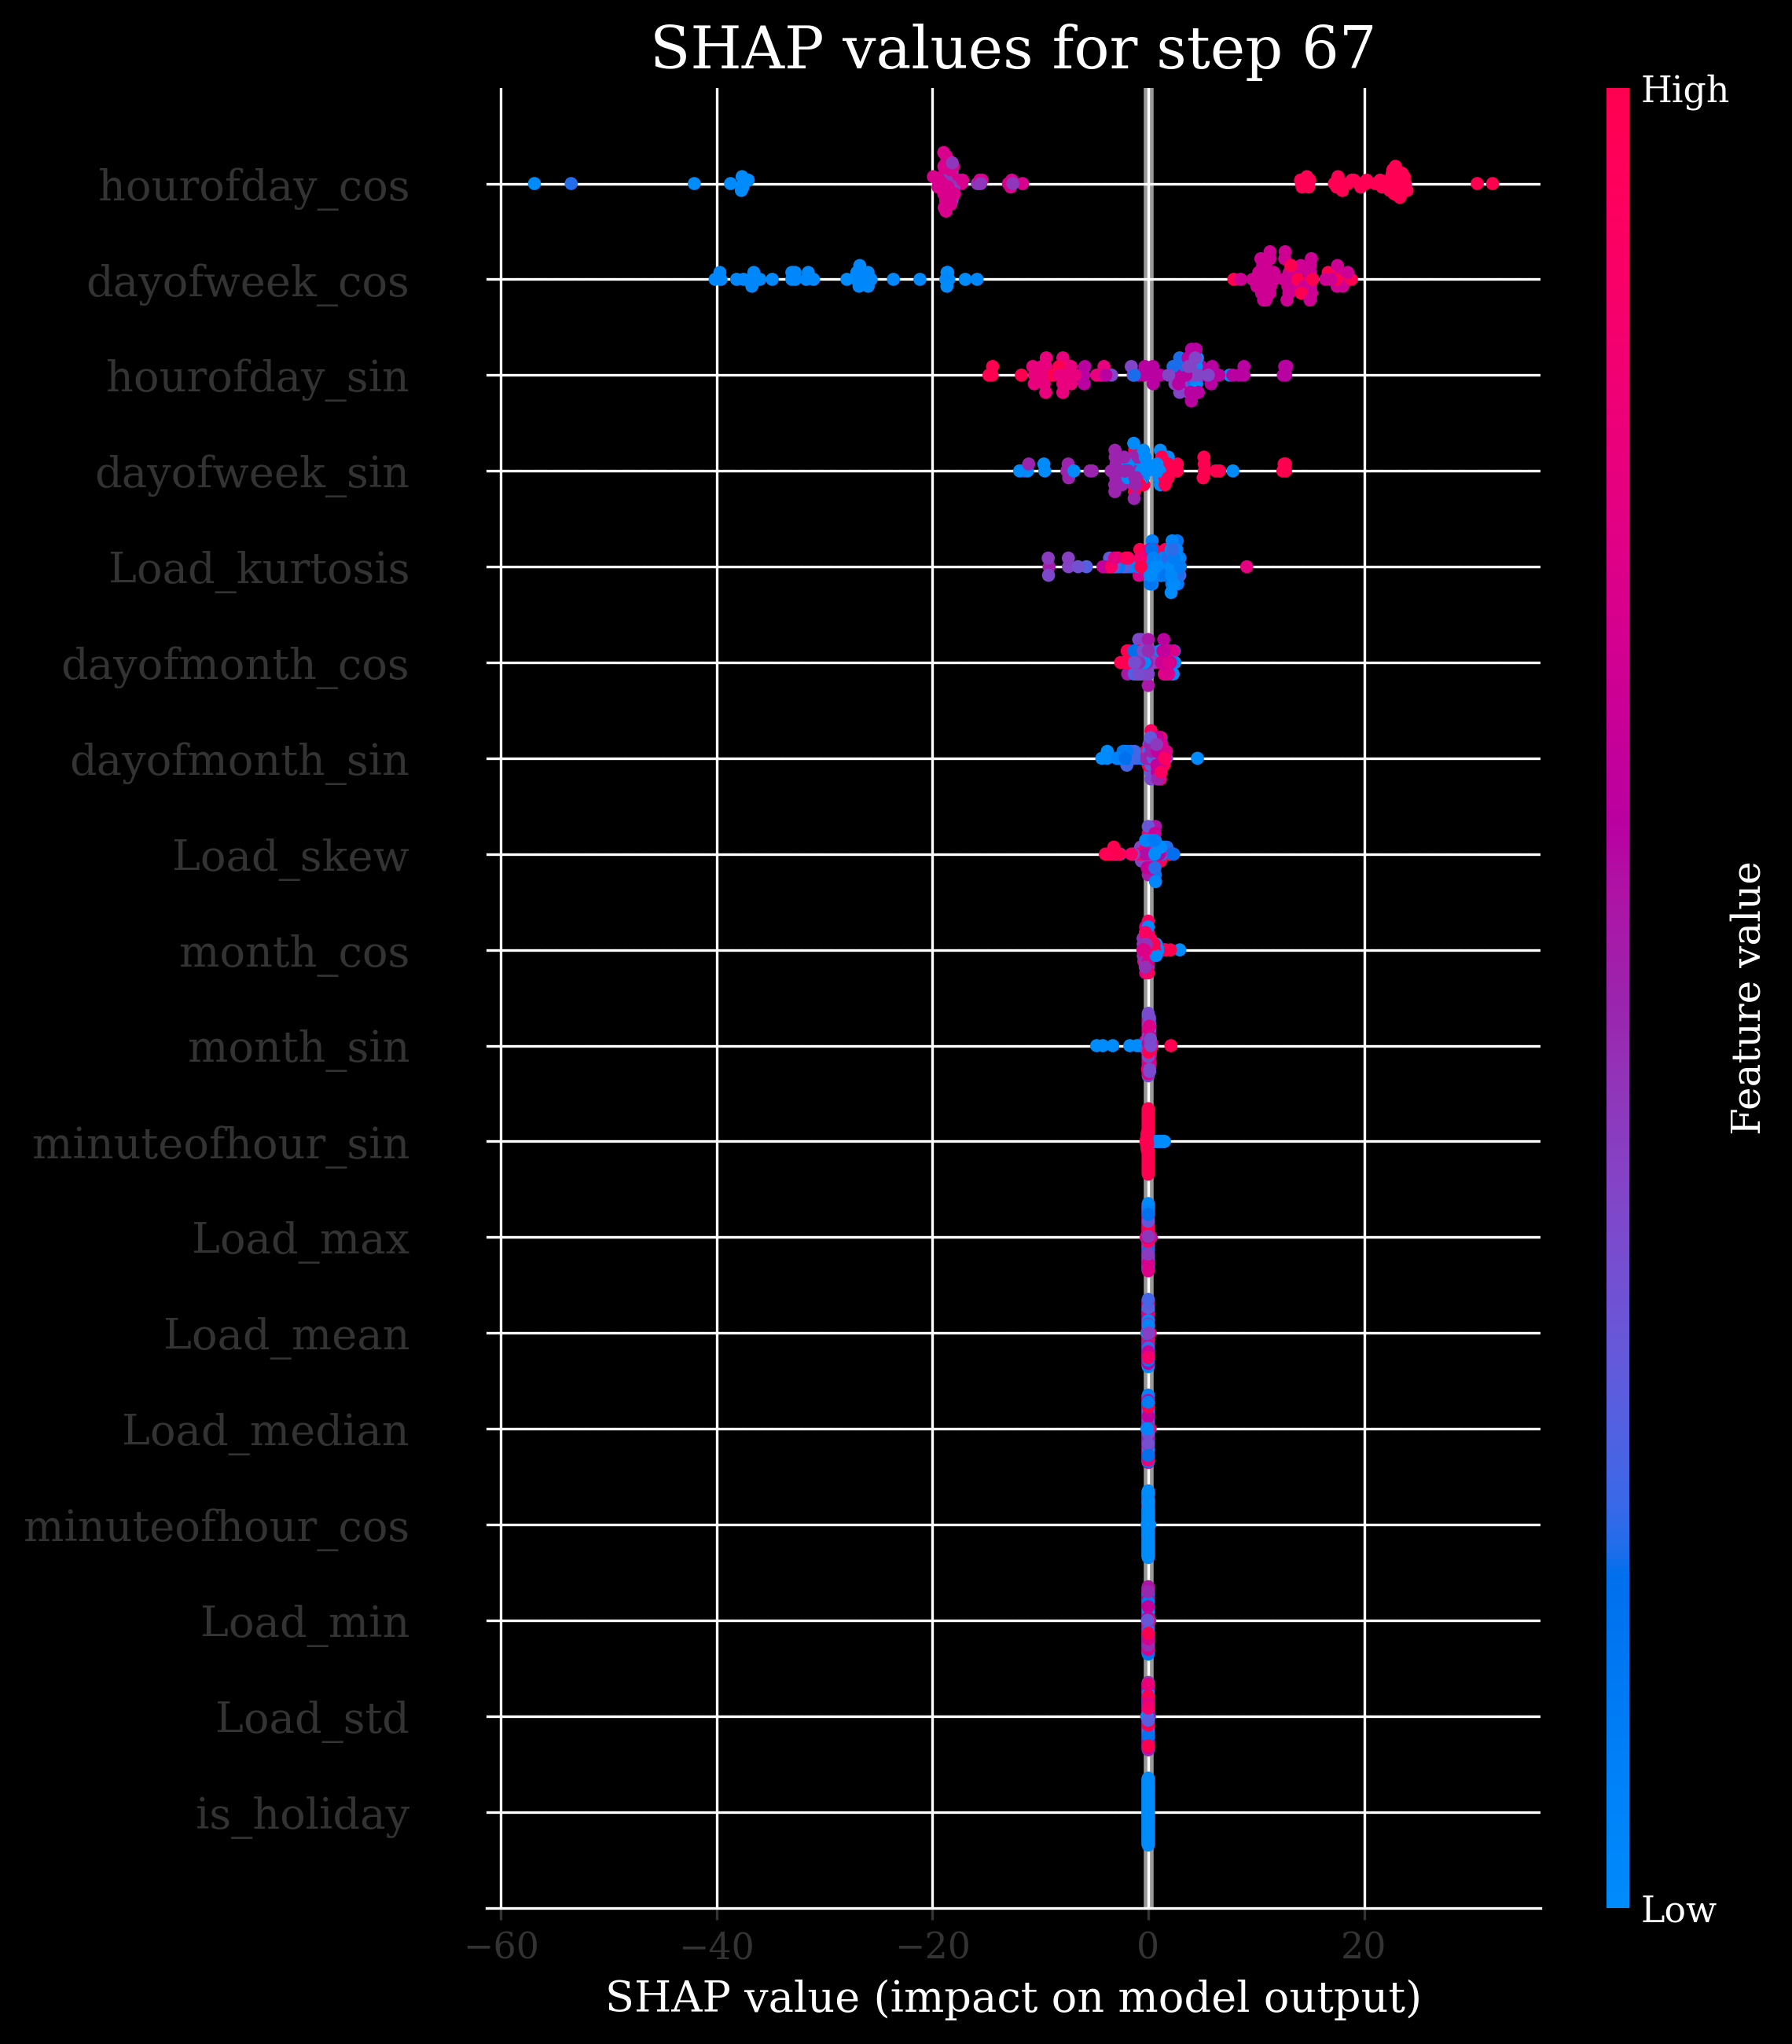 SHAP values for step 67
High
hourofday_cos
dayofweek_cos
hourofday_sin
dayofweek_sin
Load_kurtosis
dayofmonth_cos
dayofmonth_sin
Load_skew
month_cos
month_sin
minuteofhour_sin
Load_max
Load_mean
Load_median
minuteofhour_cos
Load_min
Load_std
is_holiday
Feature value
Low
−60 −40 −20 0 20
SHAP value (impact on model output)